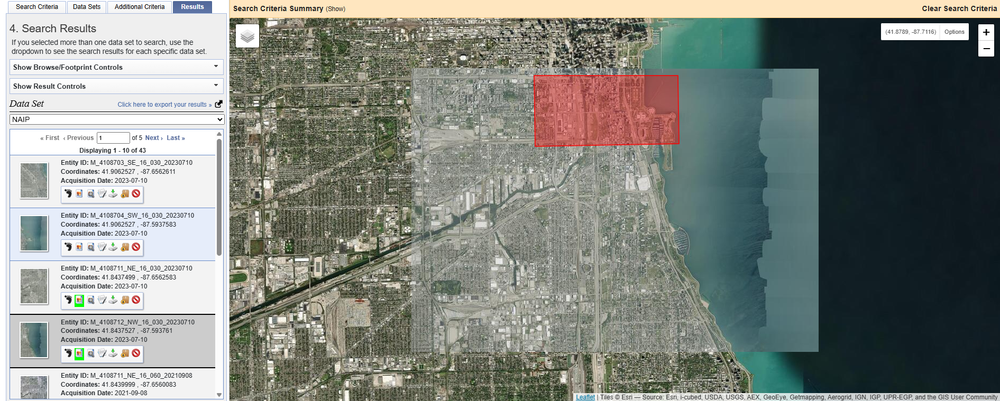 Search Criteria
Data Sets
Additional Criteria
Results
Search Criteria Summary (Show)
Clear Search Criteria
4. Search Results
If you selected more than one data set to search, use the
dropdown to see the search results for each specific data set.
Show Browse/Footprint Controls
Show Result Controls
Data Set
Click here to export your results »
NAIP
« First ‹ Previous 1 of 5 Next › Last »
Displaying 1 - 10 of 43
Entity ID: M_4108703_SE_16_030_20230710
Coordinates: 41.9062527 , -87.6562611
Acquisition Date: 2023-07-10
Entity ID: M_4108704_SW_16_030_20230710
Coordinates: 41.9062527 , -87.5937583
Acquisition Date: 2023-07-10
Entity ID: M_4108711_NE_16_030_20230710
Coordinates: 41.8437499 , -87.6562583
Acquisition Date: 2023-07-10
Entity ID: M_4108712_NW_16_030_20230710
Coordinates: 41.8437527 , -87.593761
Acquisition Date: 2023-07-10
Entity ID: M_4108711_NE_16_060_20210908
Coordinates: 41.8439999 , -87.6560083
Acquisition Date: 2021-09-08
(41.8789, -87.7116)
Options
+
−
Leaflet | Tiles © Esri — Source: Esri, i-cubed, USDA, USGS, AEX, GeoEye, Getmapping, Aerogrid, IGN, IGP, UPR-EGP, and the GIS User Community